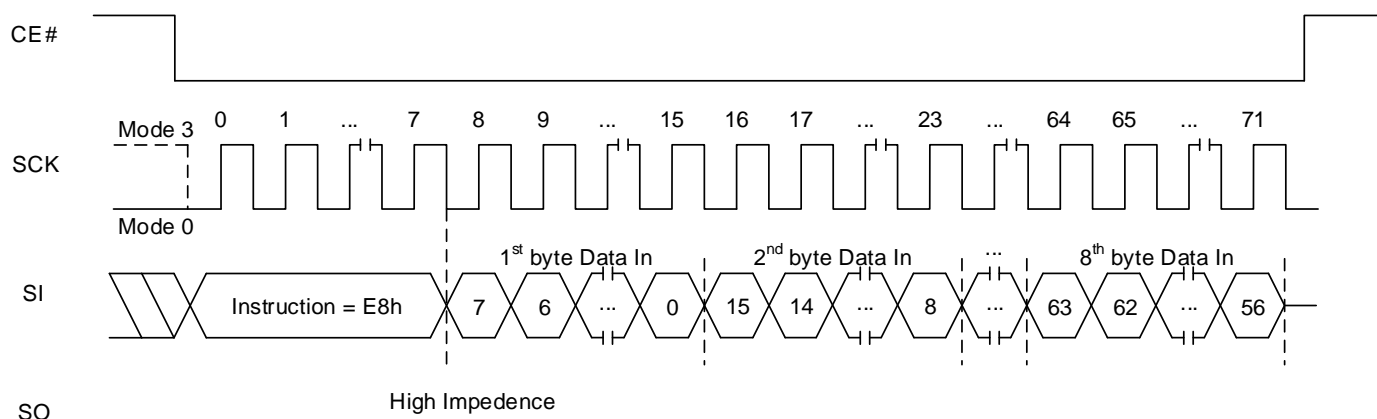 CE#
Mode 3 0 1 ... 7 8 9 ... 15 16 17 ... 23 ... 64 65 ... 71
SCK
Mode 0
1st byte Data In 2nd byte Data In ... 8th byte Data In
SI Instruction = E8h 7 6 ... 0 15 14 ... 8 ... 63 62 ... 56
High Impedence
SO